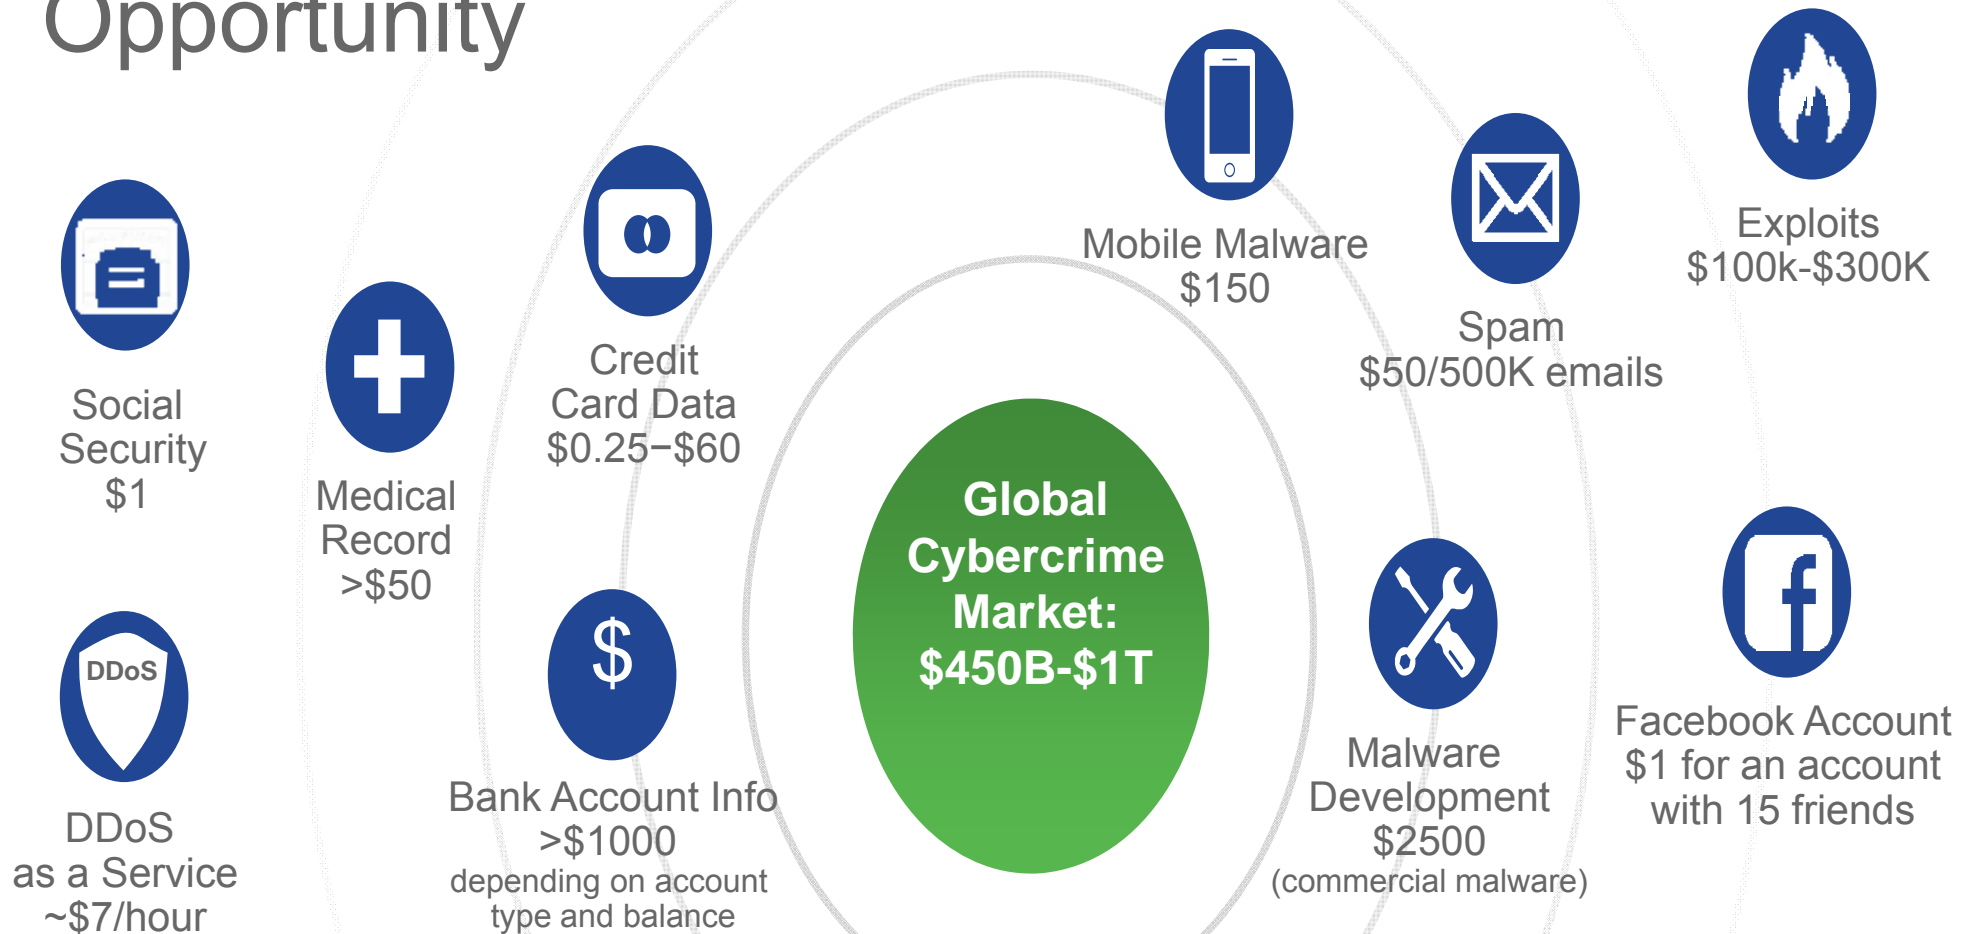 Opportunity
Social
Security
$1
Medical
Record
>$50
Credit
Card Data
$0.25–$60
Mobile Malware
$150
Spam
$50/500K emails
Exploits
$100k-$300K
Global
Cybercrime
Market:
$450B-$1T
DDoS
DDoS
as a Service
~$7/hour
$
Bank Account Info
>$1000
depending on account
type and balance
Malware
Development
$2500
(commercial malware)
f
Facebook Account
$1 for an account
with 15 friends